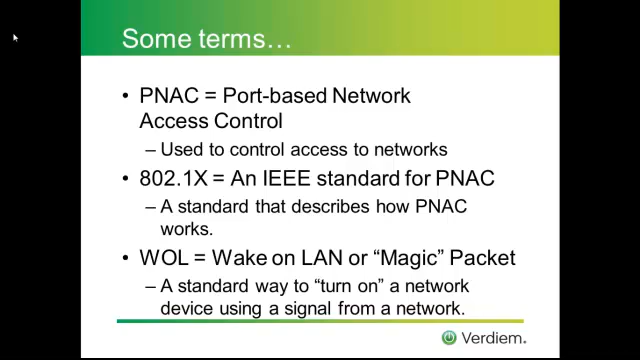 Some terms…
• PNAC = Port-based Network
Access Control
– Used to control access to networks
• 802.1X = An IEEE standard for PNAC
– A standard that describes how PNAC
works.
• WOL = Wake on LAN or “Magic” Packet
– A standard way to “turn on” a network
device using a signal from a network.
Verdiem.